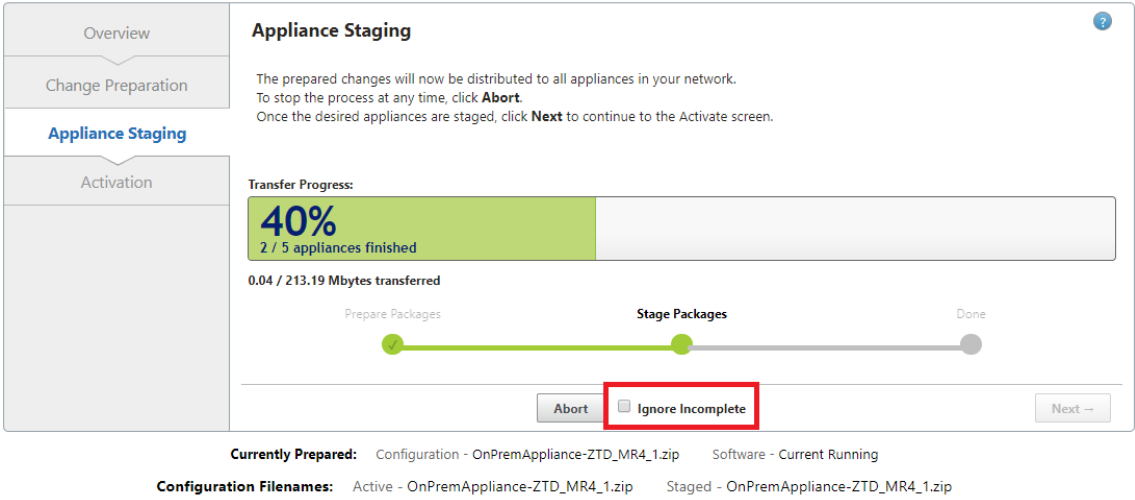 Overview
Change Preparation
Appliance Staging
Activation
Appliance Staging
?
The prepared changes will now be distributed to all appliances in your network.
To stop the process at any time, click Abort.
Once the desired appliances are staged, click Next to continue to the Activate screen.
Transfer Progress:
40%
2 / 5 appliances finished
0.04 / 213.19 Mbytes transferred
Prepare Packages Stage Packages Done
Abort Ignore Incomplete Next →
Currently Prepared: Configuration - OnPremAppliance-ZTD_MR4_1.zip Software - Current Running
Configuration Filenames: Active - OnPremAppliance-ZTD_MR4_1.zip Staged - OnPremAppliance-ZTD_MR4_1.zip